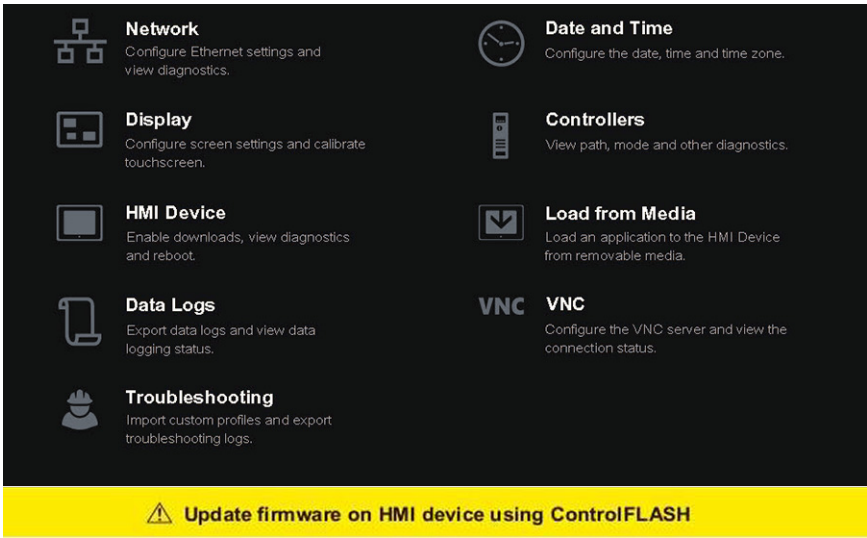 Network
Configure Ethernet settings and
view diagnostics.
Date and Time
Configure the date, time and time zone.
Display
Configure screen settings and calibrate
touchscreen.
Controllers
View path, mode and other diagnostics.
HMI Device
Enable downloads, view diagnostics
and reboot.
Load from Media
Load an application to the HMI Device
from removable media.
Data Logs
Export data logs and view data
logging status.
VNC
VNC
Configure the VNC server and view the
connection status.
Troubleshooting
Import custom profiles and export
troubleshooting logs.
Update firmware on HMI device using ControlFLASH